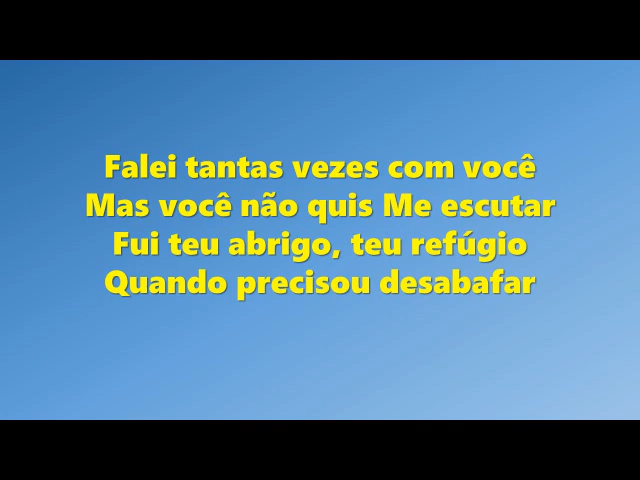 Falei tantas vezes com você
Mas você não quis Me escutar
Fui teu abrigo, teu refúgio
Quando precisou desabafar